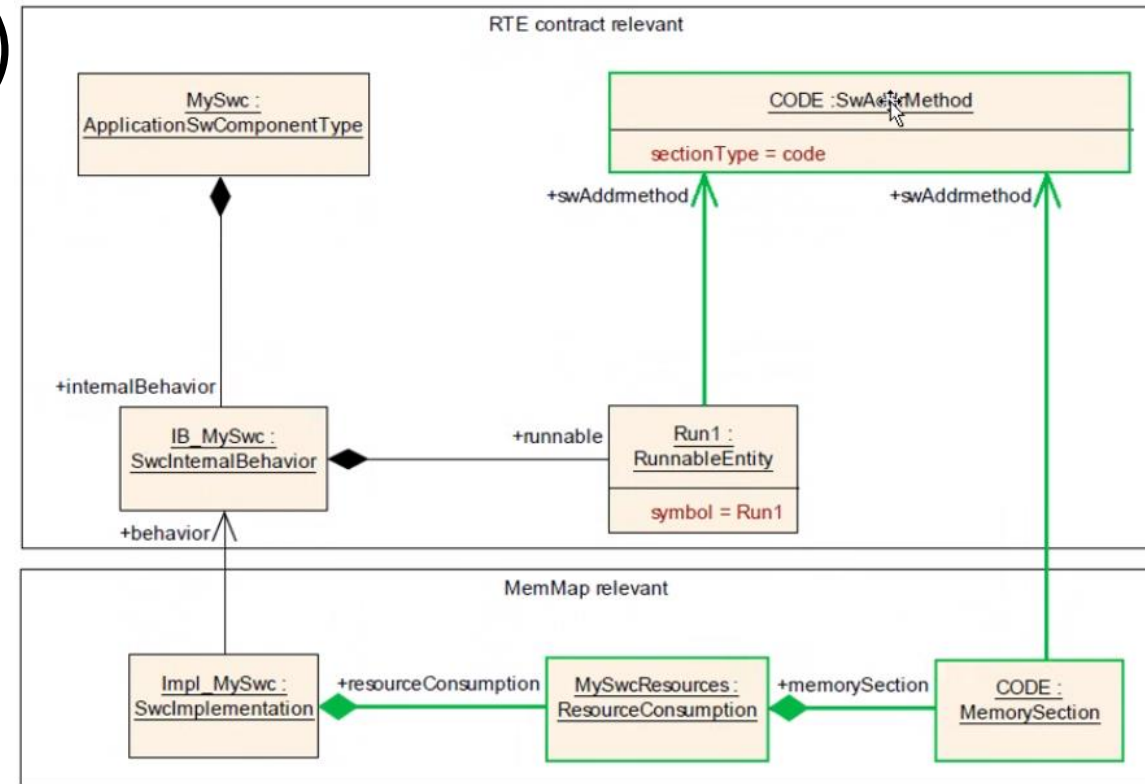 )
RTE contract relevant
MySwc :
ApplicationSwComponentType
CODE :SwAddrMethod
sectionType = code
+swAddrmethod
+swAddrmethod
+internalBehavior
IB_MySwc :
SwcInternalBehavior
+runnable
Run1 :
RunnableEntity
symbol = Run1
+behavior
MemMap relevant
Impl_MySwc :
SwcImplementation
+resourceConsumption
MySwcResources :
ResourceConsumption
+memorySection
CODE :
MemorySection